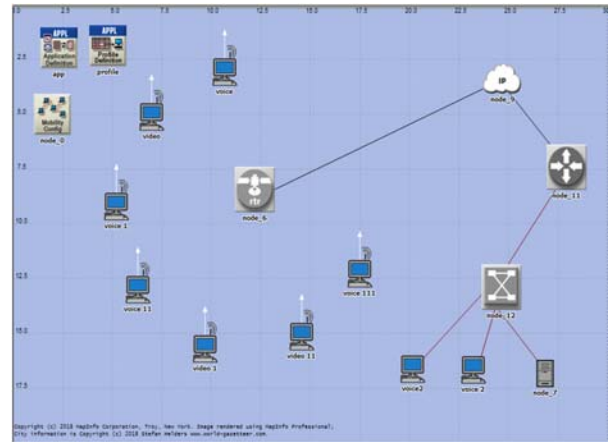 0.0 2.5 5.0 7.5 10.0 12.5 15.0 17.5 20.0 22.5 25.0 27.5 30
2.5
5.0
7.5
10.0
12.5
15.0
17.5
APPL
Application Definition
app
APPL
Profile Definition
profile
Mobility Config
node_0
voice
video
IP
node_9
rtr
node_6
node_11
voice 1
voice 11
voice 111
node_12
video 1
video 11
voice2
voice 2
node_7
Copyright (c) 2018 MapInfo Corporation, Troy, New York. Image rendered using MapInfo Professional;
City information is Copyright (c) 2018 Stefan Helders www.world-gazetteer.com.